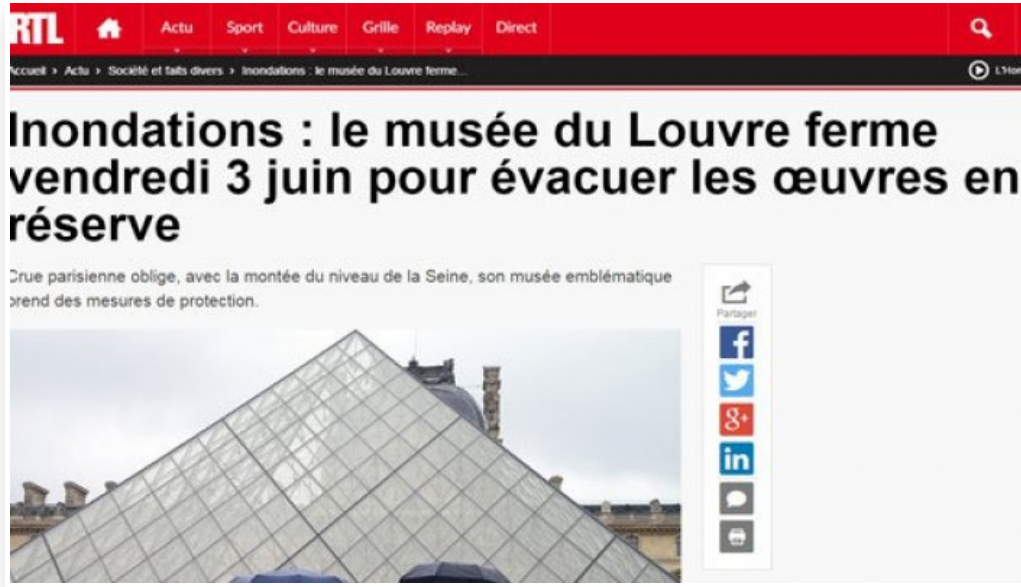 RTL
Actu Sport Culture Grille Replay Direct
Accueil › Actu › Société et faits divers › Inondations : le musée du Louvre ferme...
Inondations : le musée du Louvre ferme
vendredi 3 juin pour évacuer les œuvres en
réserve
Crue parisienne oblige, avec la montée du niveau de la Seine, son musée emblématique
prend des mesures de protection.
Partager